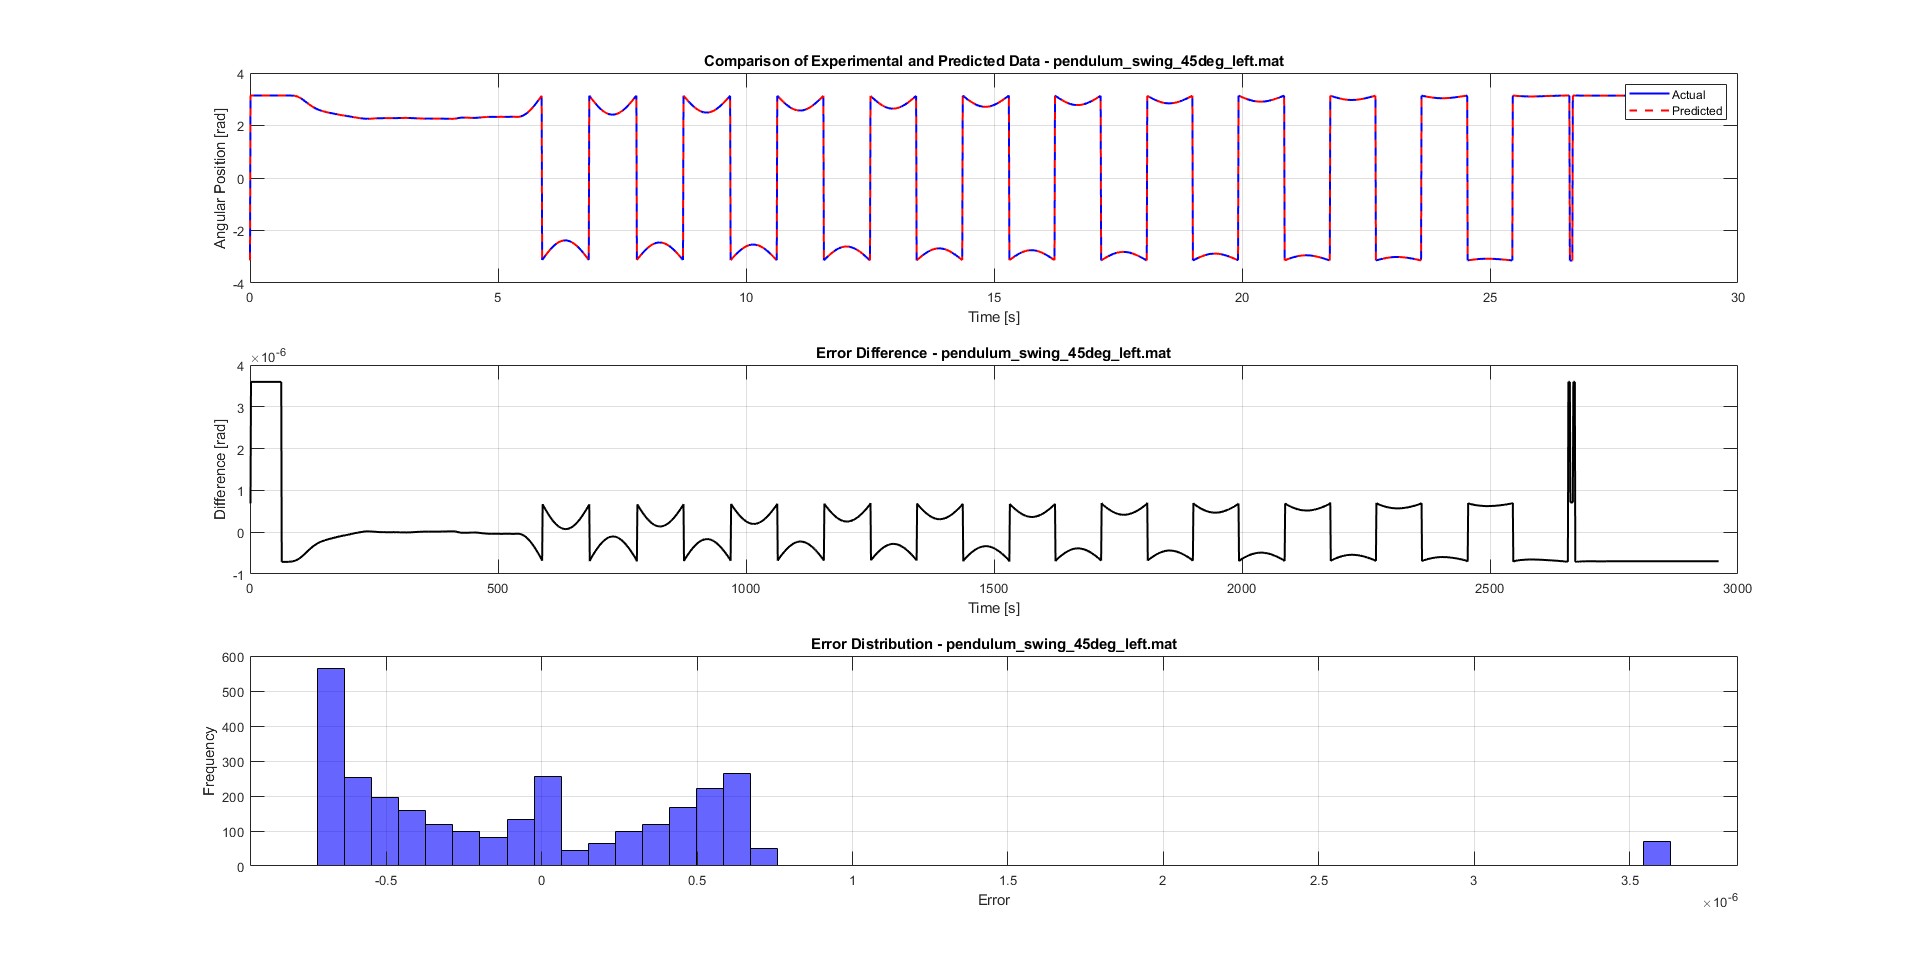 Comparison of Experimental and Predicted Data - pendulum_swing_45deg_left.mat
4
2
0
-2
-4
Angular Position [rad]
Actual
Predicted
0 5 10 15 20 25 30
Time [s]
Error Difference - pendulum_swing_45deg_left.mat
×10-6
4
3
2
1
0
-1
Difference [rad]
0 500 1000 1500 2000 2500 3000
Time [s]
Error Distribution - pendulum_swing_45deg_left.mat
600
500
400
300
200
100
0
Frequency
-0.5 0 0.5 1 1.5 2 2.5 3 3.5
Error
×10-6